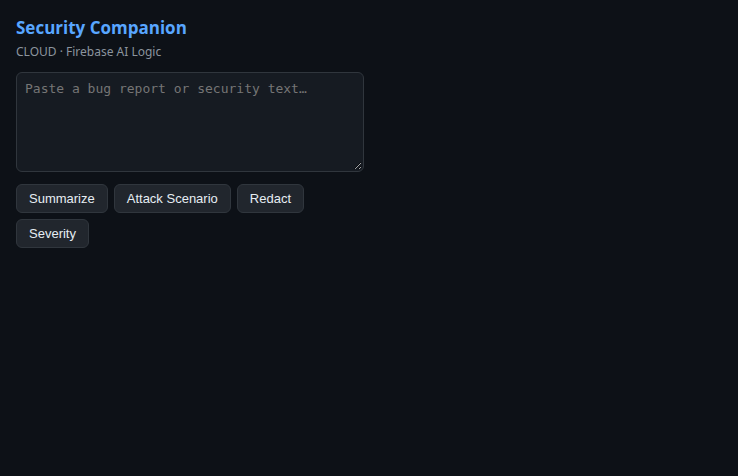 Security Companion
CLOUD · Firebase AI Logic
Paste a bug report or security text…
Summarize Attack Scenario Redact
Severity